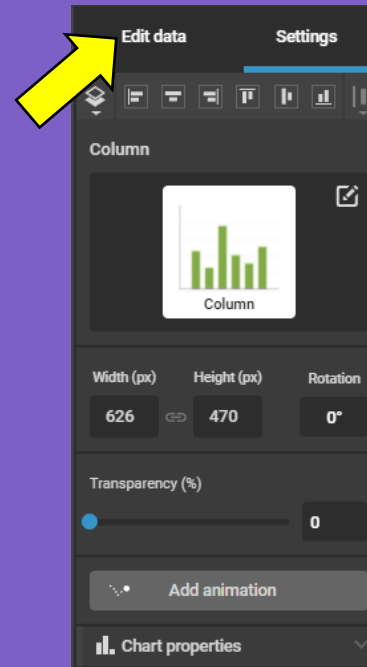 Edit data Settings
Column
Column
Width (px) Height (px) Rotation
626 470 0°
Transparency (%)
0
Add animation
Chart properties